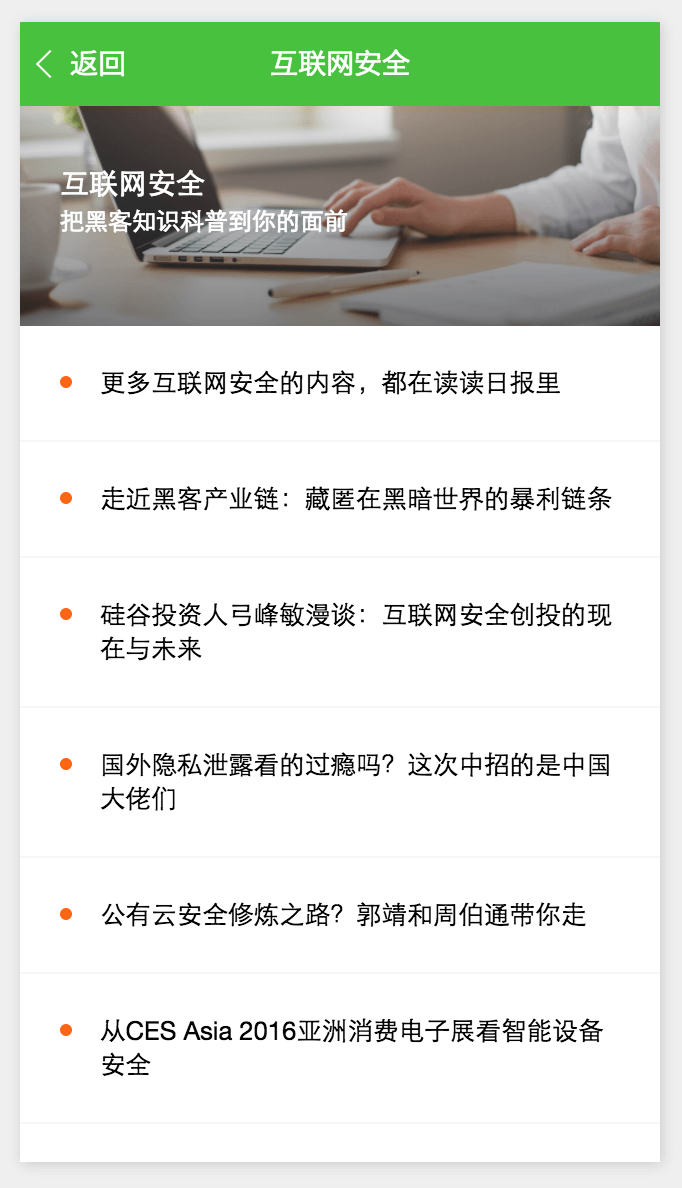 返回
互联网安全
互联网安全
把黑客知识科普到你的面前
更多互联网安全的内容，都在读读日报里
走近黑客产业链：藏匿在黑暗世界的暴利链条
硅谷投资人弓峰敏漫谈：互联网安全创投的现
在与未来
国外隐私泄露看的过瘾吗？这次中招的是中国
大佬们
公有云安全修炼之路？郭靖和周伯通带你走
从CES Asia 2016亚洲消费电子展看智能设备
安全